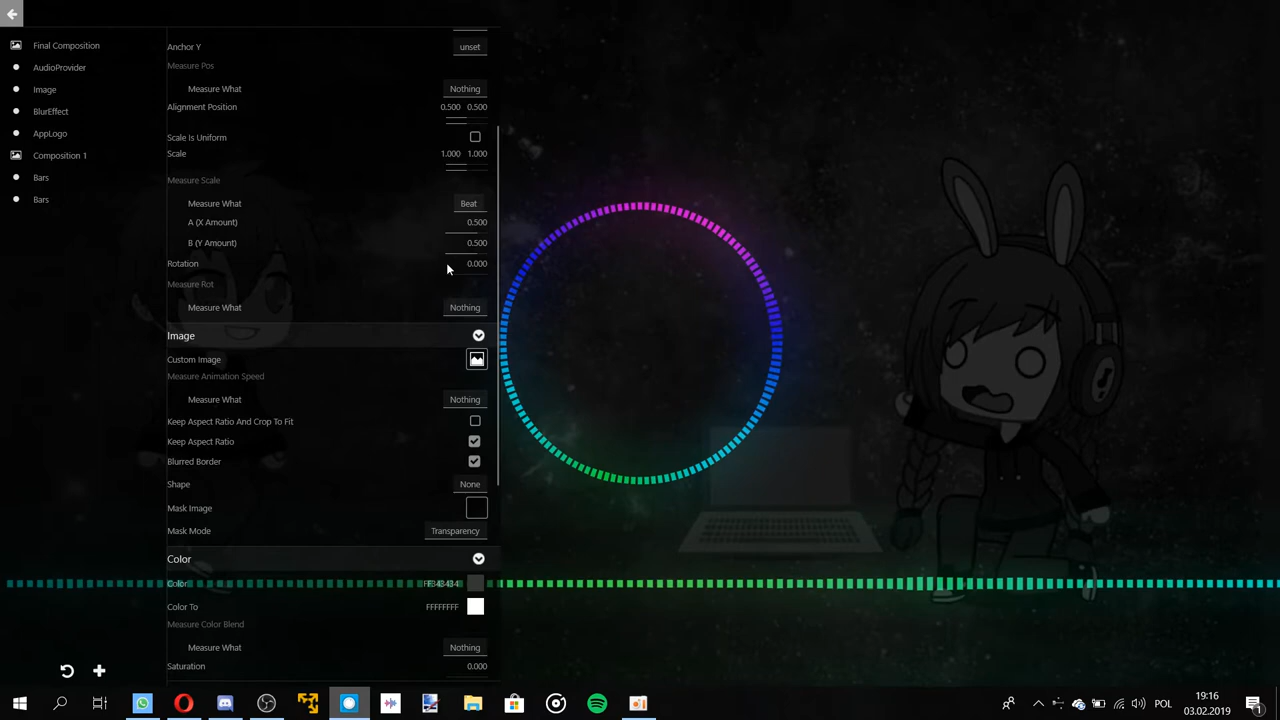 Final Composition
AudioProvider
Image
BlurEffect
AppLogo
Composition 1
Bars
Bars
Anchor Y unset
Measure Pos
Measure What Nothing
Alignment Position 0.500 0.500
Scale Is Uniform
Scale 1.000 1.000
Measure Scale
Measure What Beat
A (X Amount) 0.500
B (Y Amount) 0.500
Rotation 0.000
Measure Rot
Measure What Nothing
Image
Custom Image
Measure Animation Speed
Measure What Nothing
Keep Aspect Ratio And Crop To Fit
Keep Aspect Ratio
Blurred Border
Shape None
Mask Image
Mask Mode Transparency
Color
Color FF343434
Color To FFFFFFFF
Measure Color Blend
Measure What Nothing
Saturation 0.000
POL
19:16
03.02.2019
1